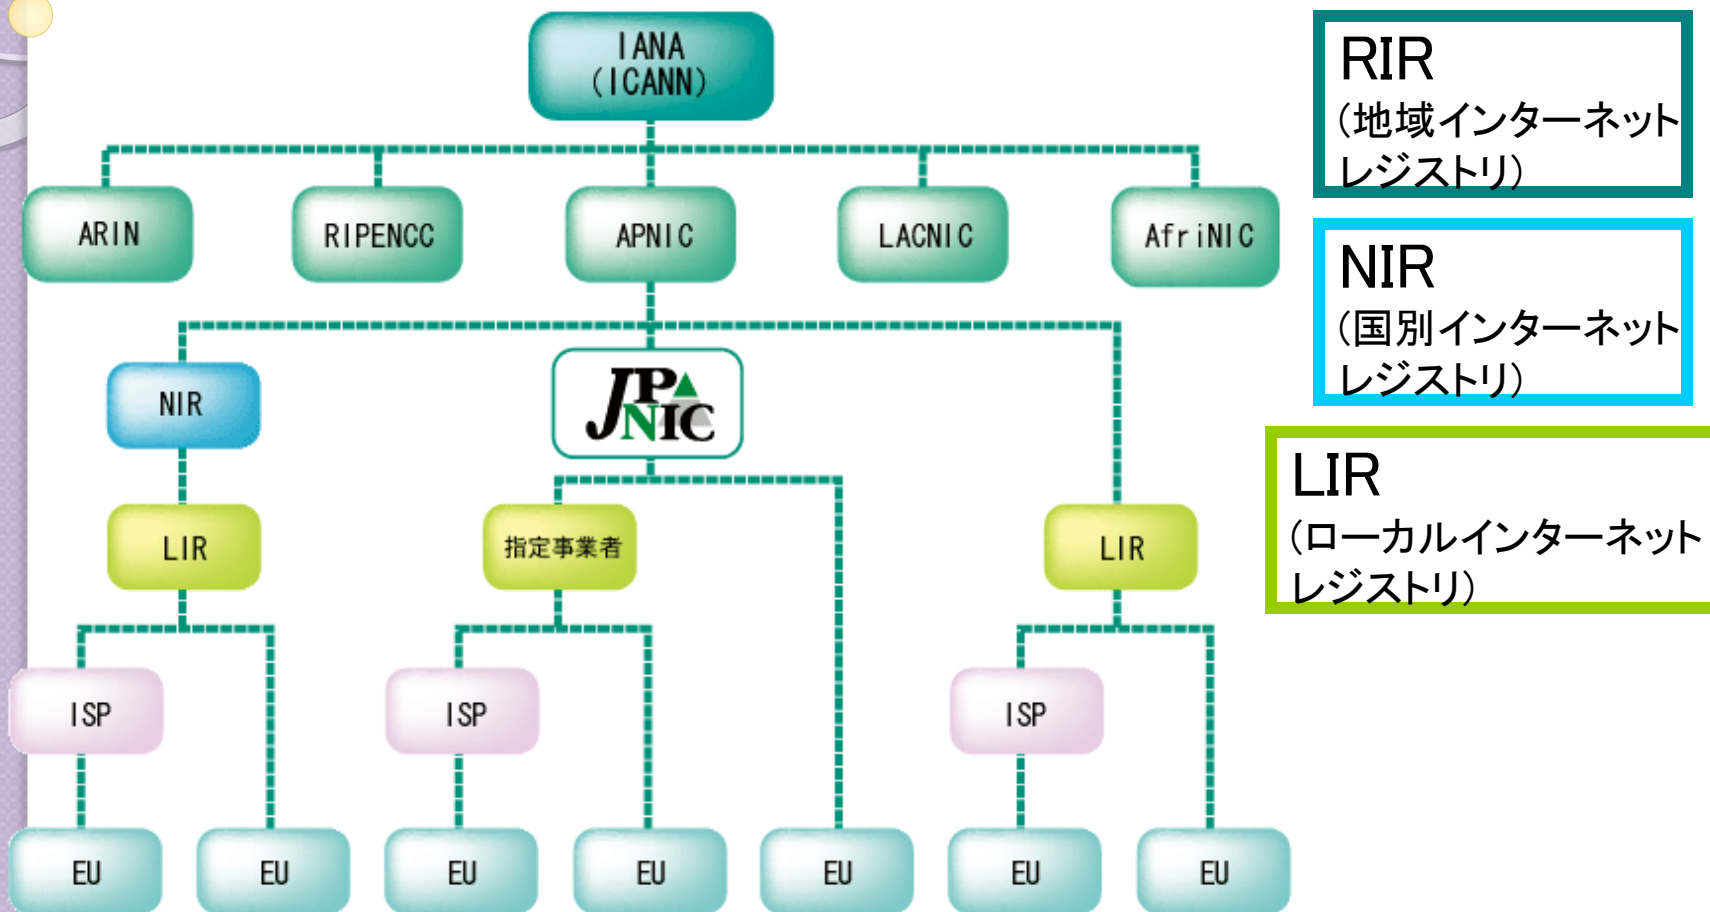 IANA
(ICANN)
ARIN
RIPENCC
APNIC
LACNIC
AfriNIC
NIR
JPNIC
LIR
指定事業者
LIR
ISP
ISP
ISP
EU
EU
EU
EU
EU
EU
EU
RIR
(地域インターネット
レジストリ)
NIR
(国別インターネット
レジストリ)
LIR
(ローカルインターネット
レジストリ)